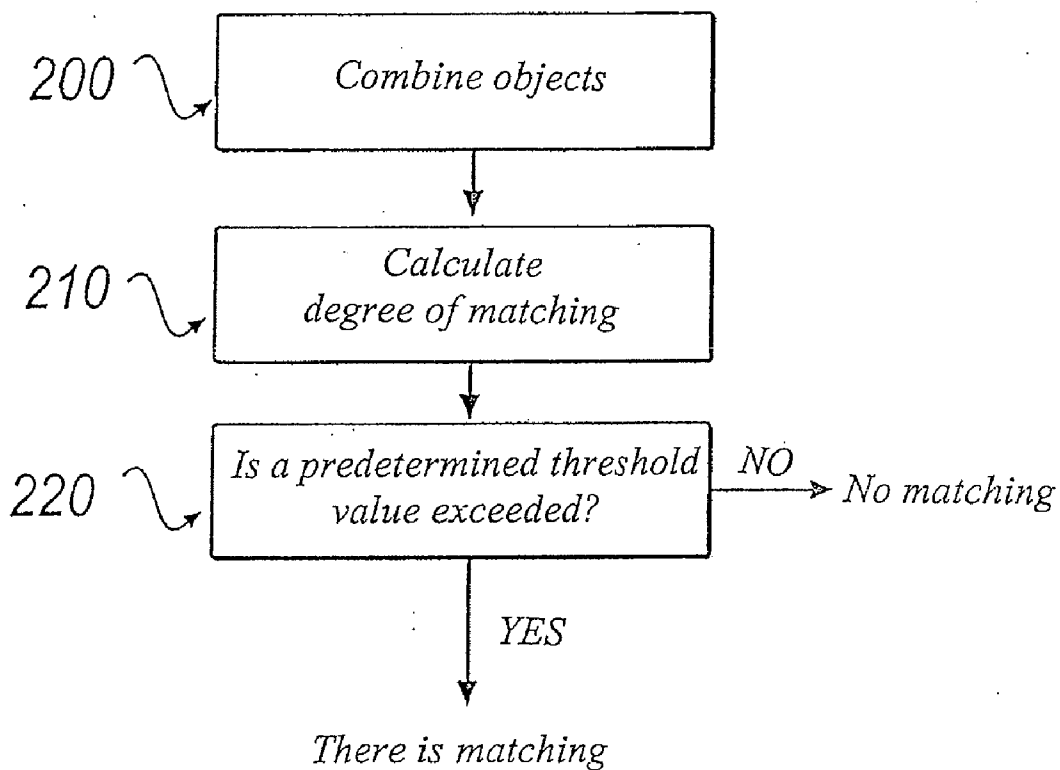 200
Combine objects
210
Calculate
degree of matching
220
Is a predetermined threshold
value exceeded?
NO
No matching
YES
There is matching